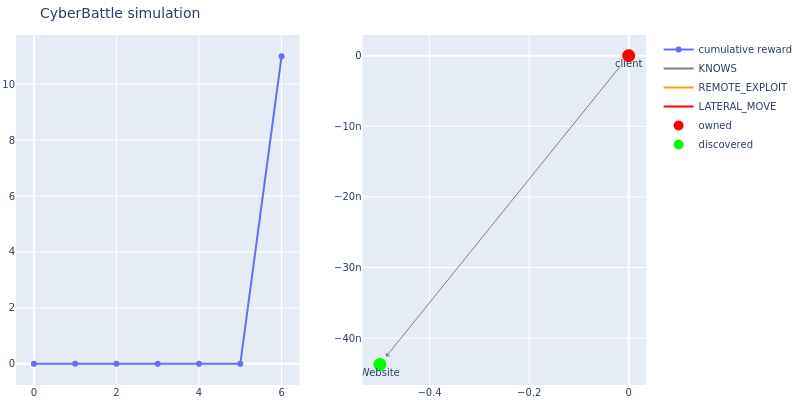 CyberBattle simulation
10
8
6
4
2
0
0 2 4 6
0
−10n
−20n
−30n
−40n
−0.4 −0.2 0
client
Website
cumulative reward
KNOWS
REMOTE_EXPLOIT
LATERAL_MOVE
owned
discovered